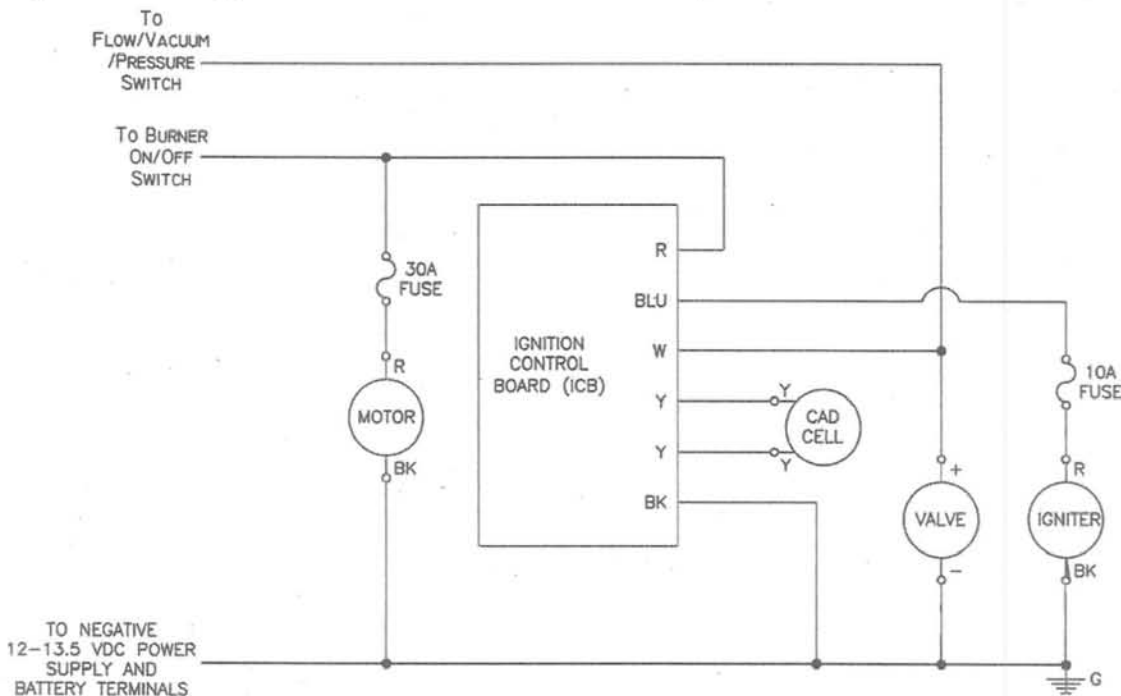 To
Flow/Vacuum
/Pressure
Switch
To Burner
On/Off
Switch
30A
FUSE
R
MOTOR
BK
IGNITION
CONTROL
BOARD (ICB)
R
BLU
W
Y
Y
BK
Y
CAD
CELL
Y
+
VALVE
-
10A
FUSE
R
IGNITER
BK
TO NEGATIVE
12-13.5 VDC POWER
SUPPLY AND
BATTERY TERMINALS
G